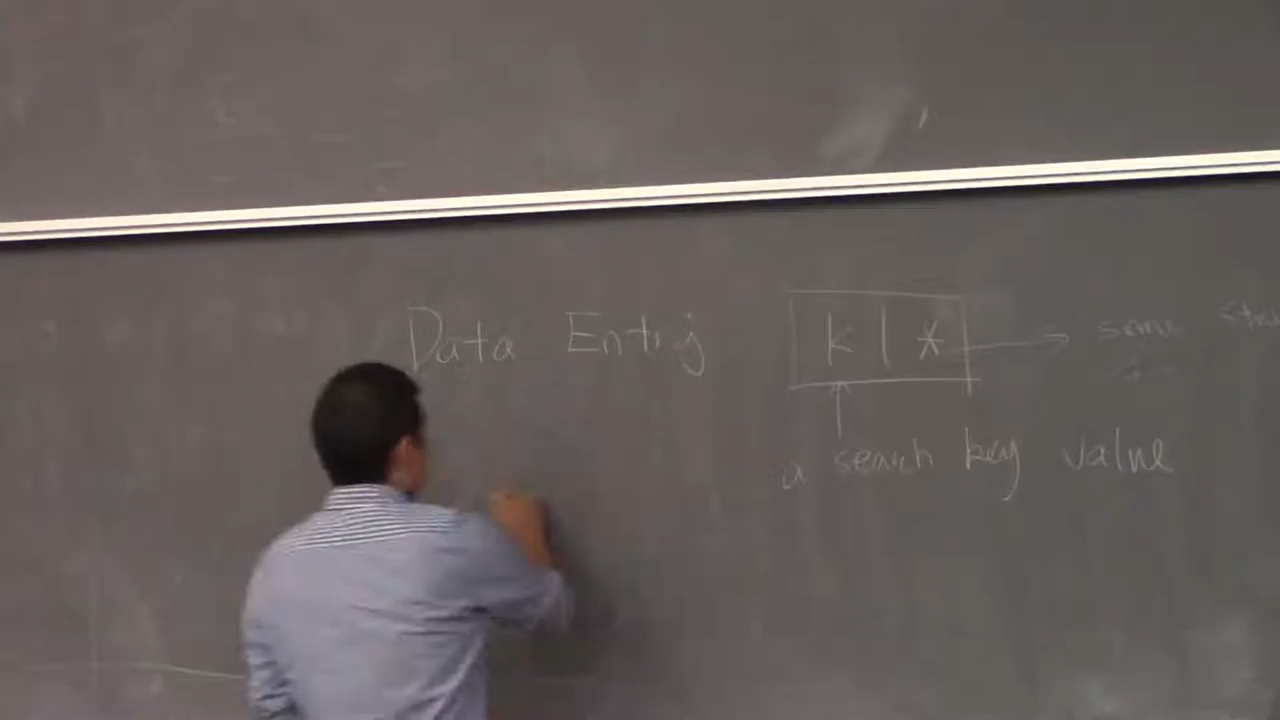 Data Entry k | * → some
a search key value